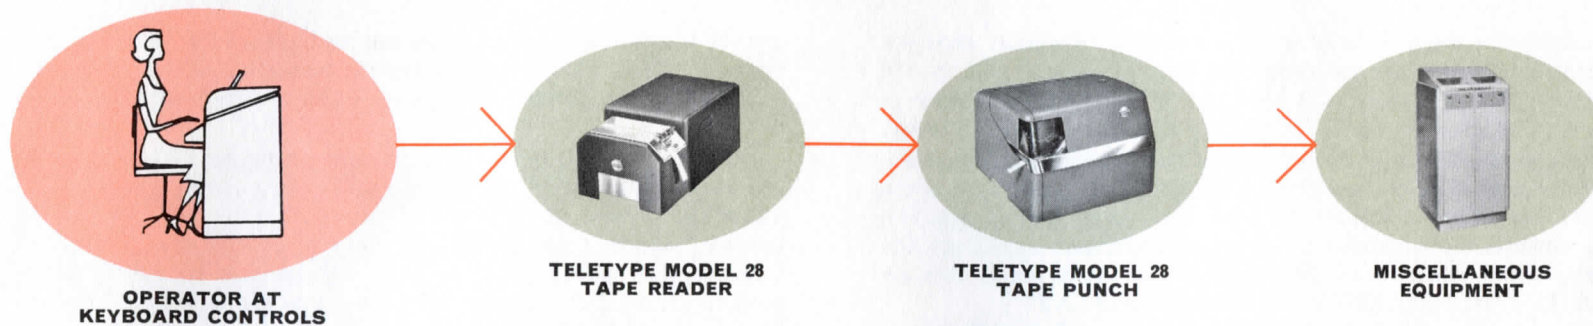 OPERATOR AT
KEYBOARD CONTROLS
TELETYPE MODEL 28
TAPE READER
TELETYPE MODEL 28
TAPE PUNCH
MISCELLANEOUS
EQUIPMENT